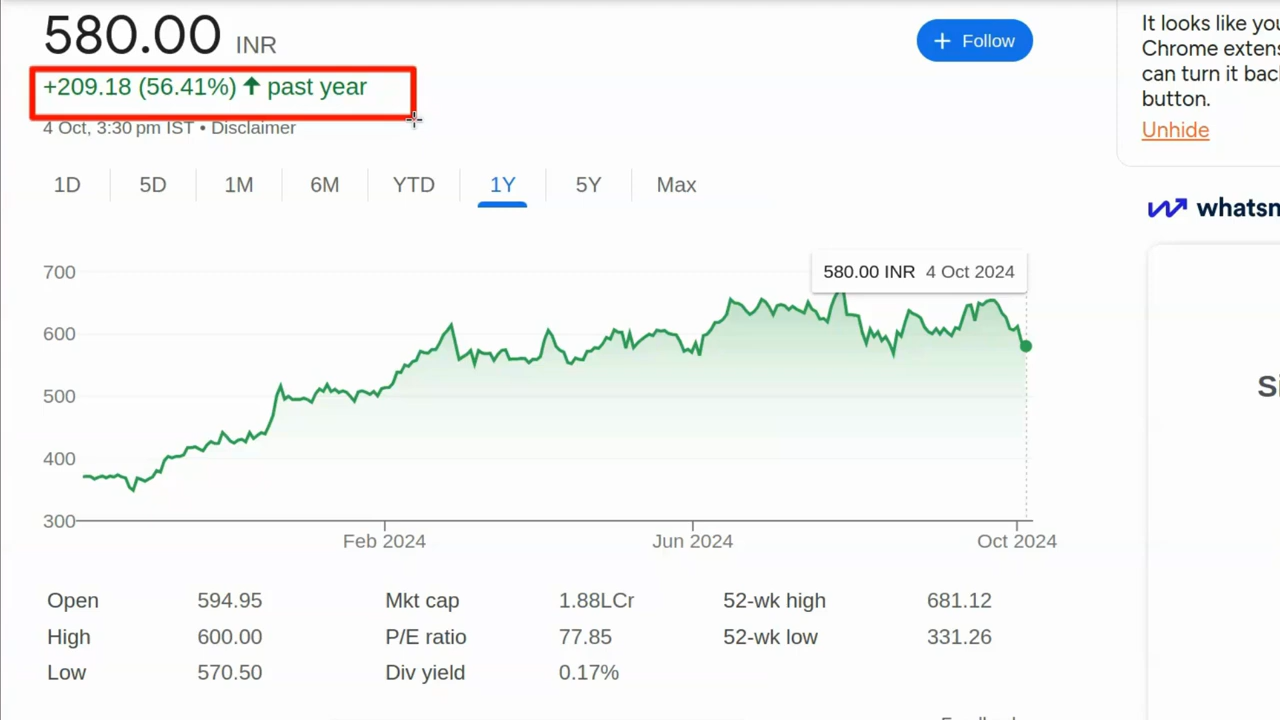 580.00 INR
+ Follow
+209.18 (56.41%) ↑ past year
4 Oct, 3:30 pm IST • Disclaimer
1D 5D 1M 6M YTD 1Y 5Y Max
580.00 INR 4 Oct 2024
700
600
500
400
300
Feb 2024 Jun 2024 Oct 2024
Open 594.95 Mkt cap 1.88LCr 52-wk high 681.12
High 600.00 P/E ratio 77.85 52-wk low 331.26
Low 570.50 Div yield 0.17%
It looks like you
Chrome extens
can turn it back
button.
Unhide
whatsm
Si